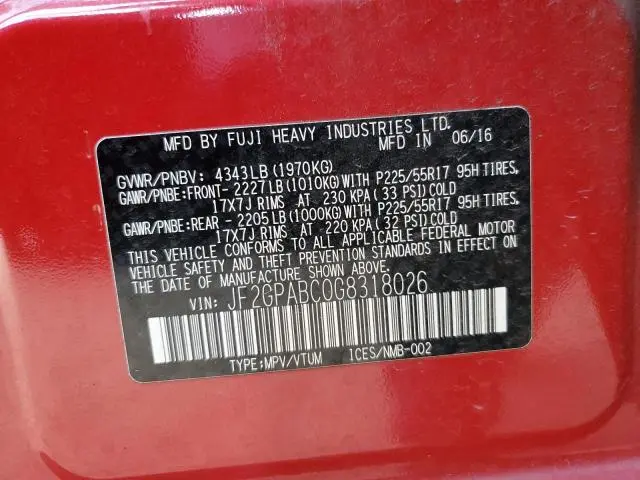 MFD BY FUJI HEAVY INDUSTRIES LTD.
MFD IN 06/16
GVWR/PNBV: 4343LB(1970KG)
GAWR/PNBE:FRONT- 2227LB(1010KG)WITH P225/55R17 95H TIRES,
17X7J RIMS AT 230 KPA(33 PSI)COLD
GAWR/PNBE:REAR - 2205LB(1000KG)WITH P225/55R17 95H TIRES,
17X7J RIMS AT 220 KPA(32 PSI)COLD
THIS VEHICLE CONFORMS TO ALL APPLICABLE FEDERAL MOTOR
VEHICLE SAFETY AND THEFT PREVENTION STANDARDS IN EFFECT ON
THE DATE OF MANUFACTURE SHOWN ABOVE.
VIN: JF2GPABC0G8318026
TYPE:MPV/VTUM ICES/NMB-002